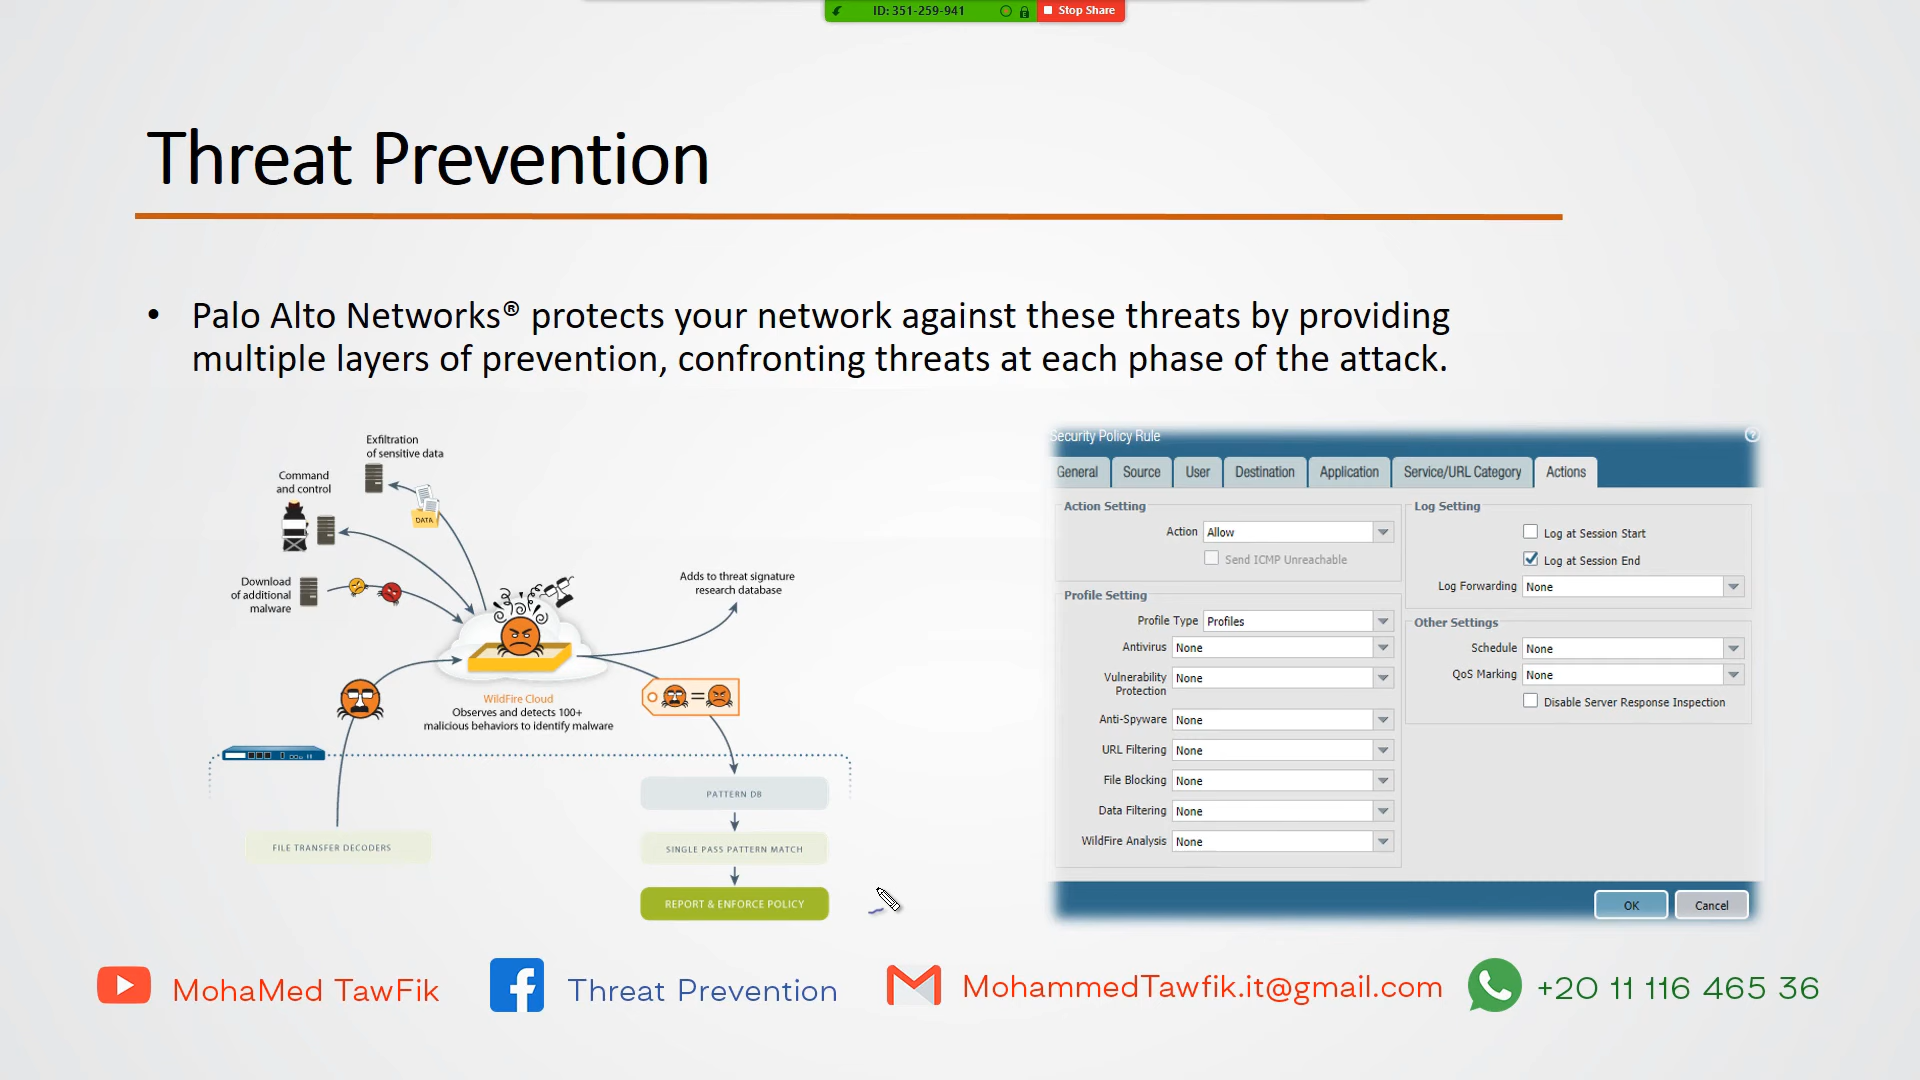 ID: 351-259-941
Stop Share
Threat Prevention
• Palo Alto Networks® protects your network against these threats by providing
multiple layers of prevention, confronting threats at each phase of the attack.
Exfiltration
of sensitive data
Command
and control
DATA
Download
of additional
malware
Adds to threat signature
research database
WildFire Cloud
Observes and detects 100+
malicious behaviors to identify malware
=
PATTERN DB
FILE TRANSFER DECODERS
SINGLE PASS PATTERN MATCH
REPORT & ENFORCE POLICY
Security Policy Rule
General Source User Destination Application Service/URL Category Actions
Action Setting
Action Allow
Send ICMP Unreachable
Profile Setting
Profile Type Profiles
Antivirus None
Vulnerability
Protection None
Anti-Spyware None
URL Filtering None
File Blocking None
Data Filtering None
WildFire Analysis None
Log Setting
Log at Session Start
Log at Session End
Log Forwarding None
Other Settings
Schedule None
QoS Marking None
Disable Server Response Inspection
OK Cancel
MohaMed TawFik Threat Prevention MohammedTawfik.it@gmail.com +20 11 116 465 36